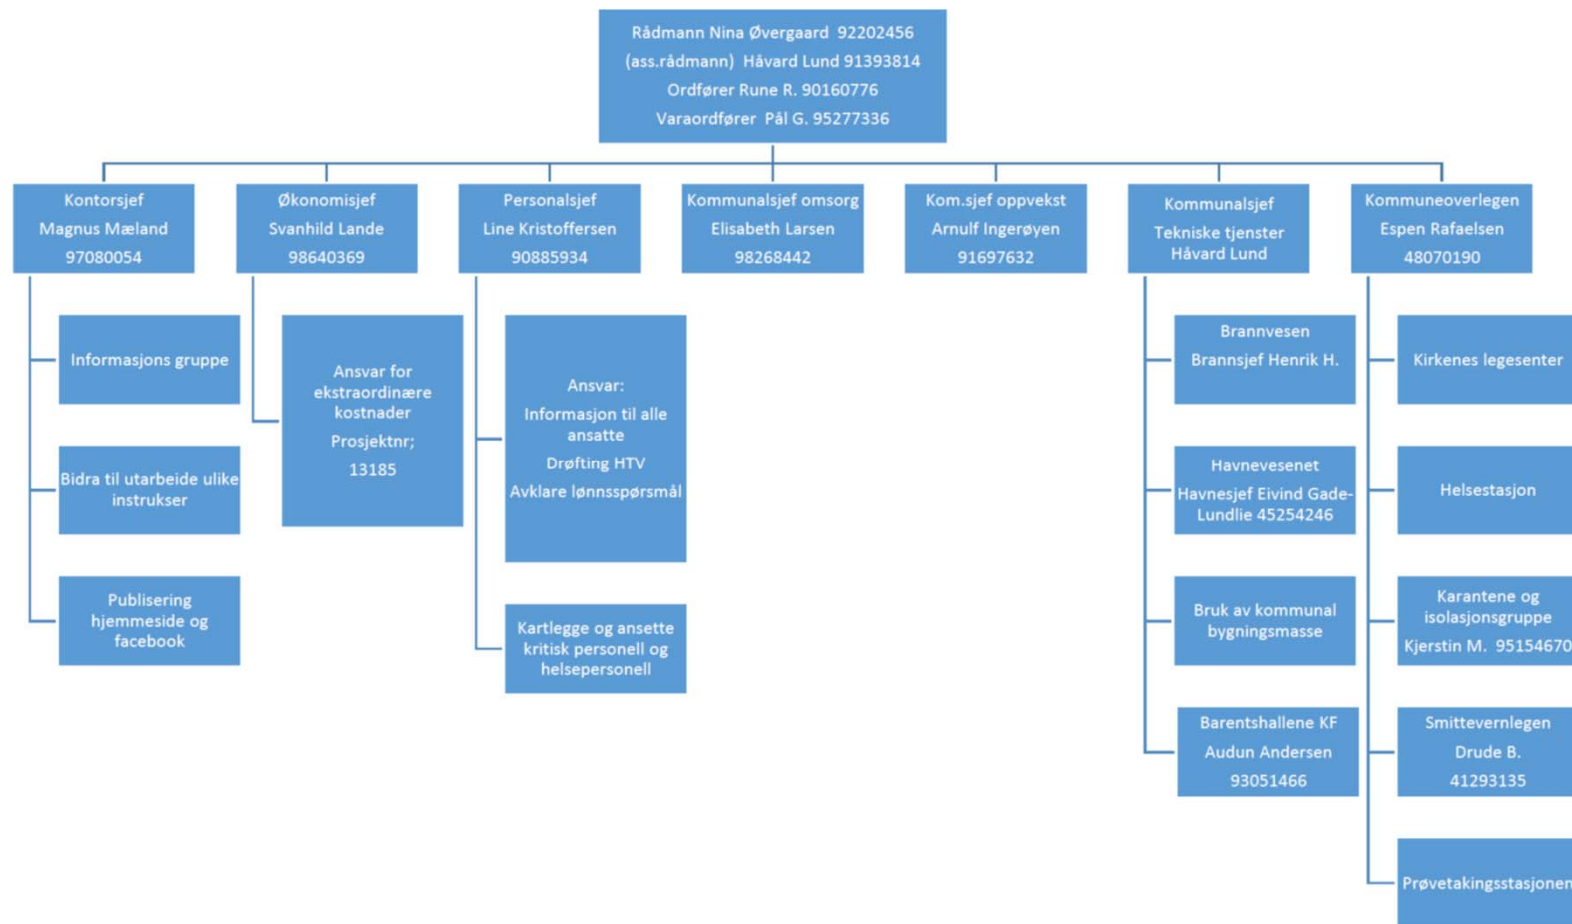 Rådmann Nina Øvergaard 92202456
(ass.rådmann) Håvard Lund 91393814
Ordfører Rune R. 90160776
Varaordfører Pål G. 95277336
Kontorsjef
Magnus Mæland
97080054
Informasjons gruppe
Bidra til utarbeide ulike
instrukser
Publisering
hjemmeside og
facebook
Økonomisjef
Svanhild Lande
98640369
Ansvar for
ekstraordinære
kostnader
Prosjektnr;
13185
Personalsjef
Line Kristoffersen
90885934
Ansvar:
Informasjon til alle
ansatte
Drøfting HTV
Avklare lønnsspørsmål
Kartlegge og ansette
kritisk personell og
helsepersonell
Kommunalsjef omsorg
Elisabeth Larsen
98268442
Kom.sjef oppvekst
Arnulf Ingerøyen
91697632
Kommunalsjef
Tekniske tjenster
Håvard Lund
Brannvesen
Brannsjef Henrik H.
Havnevesenet
Havnesjef Eivind Gade-
Lundlie 45254246
Bruk av kommunal
bygningsmasse
Barentshallene KF
Audun Andersen
93051466
Kommuneoverlegen
Espen Rafaelsen
48070190
Kirkenes legesenter
Helsestasjon
Karantene og
isolasjonsgruppe
Kjerstin M. 95154670
Smittevernlegen
Drude B.
41293135
Prøvetakingsstasjonen